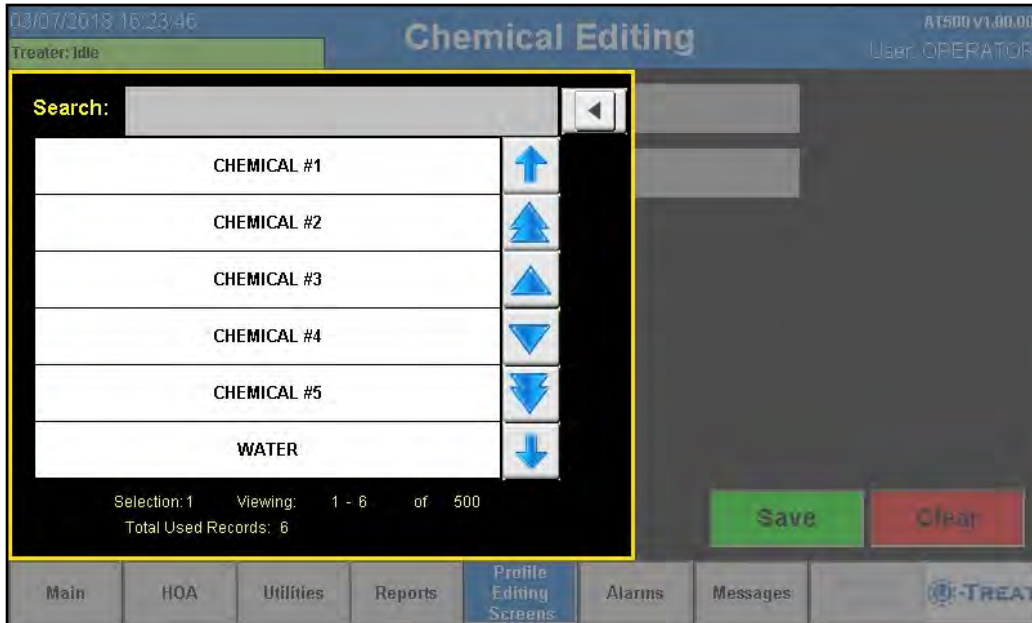 03/07/2018 16:23:46
Chemical Editing
AT500 v1.00.00
Treater: Idle
User: OPERATOR
Search:
CHEMICAL #1
CHEMICAL #2
CHEMICAL #3
CHEMICAL #4
CHEMICAL #5
WATER
Selection: 1 Viewing: 1 - 6 of 500
Total Used Records: 6
Save Clear
Main HOA Utilities Reports Profile Editing Screens Alarms Messages
-TREAT